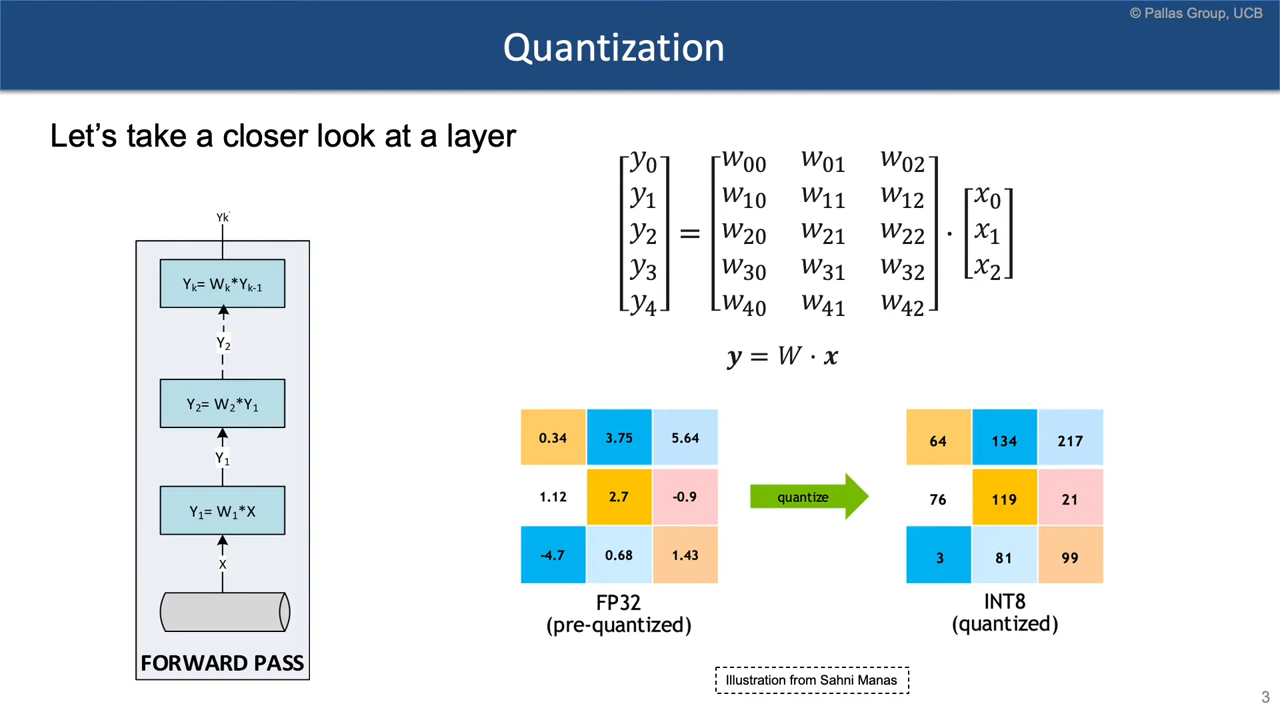 © Pallas Group, UCB
Quantization
Let's take a closer look at a layer
y0 = w00 w01 w02 · x0
y1 w10 w11 w12 x1
y2 w20 w21 w22 x2
y3 w30 w31 w32
y4 w40 w41 w42
y = W · x
Yk
Yk= Wk*Yk-1
Y2
Y2= W2*Y1
Y1
Y1= W1*X
X
FORWARD PASS
0.34 3.75 5.64
1.12 2.7 -0.9
-4.7 0.68 1.43
FP32
(pre-quantized)
quantize
64 134 217
76 119 21
3 81 99
INT8
(quantized)
Illustration from Sahni Manas
3